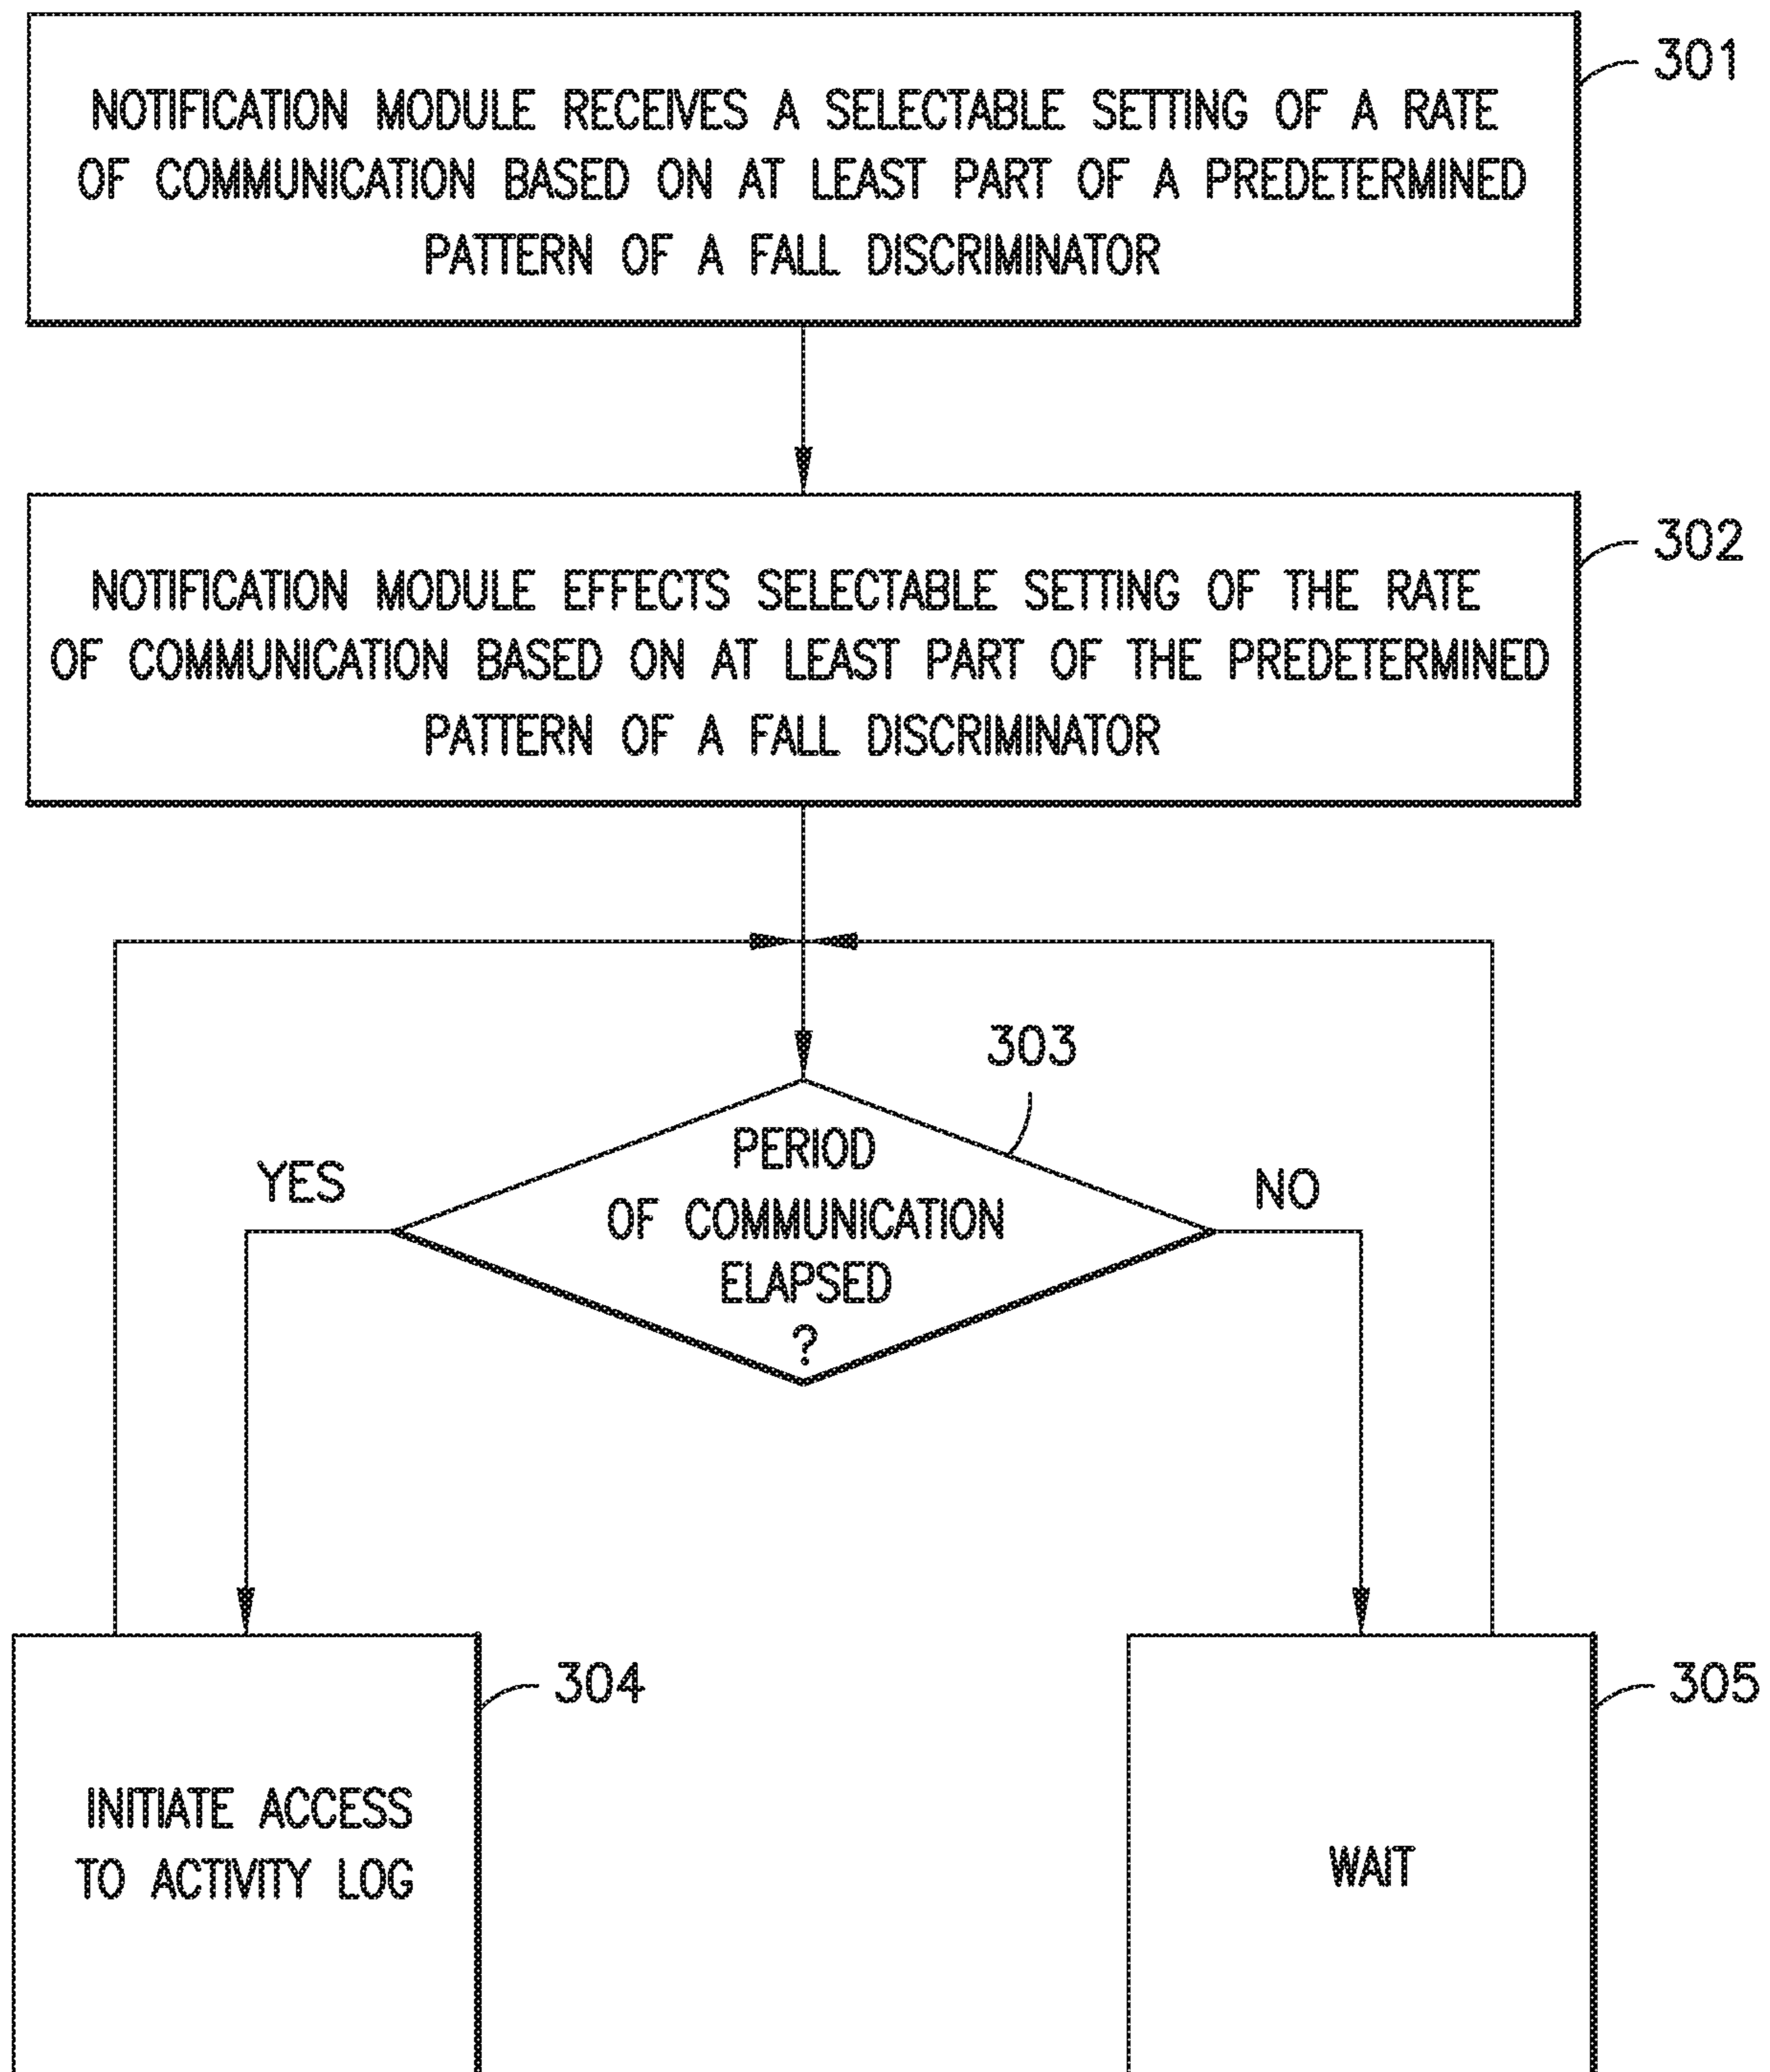 301
NOTIFICATION MODULE RECEIVES A SELECTABLE SETTING OF A RATE
OF COMMUNICATION BASED ON AT LEAST PART OF A PREDETERMINED
PATTERN OF A FALL DISCRIMINATOR
302
NOTIFICATION MODULE EFFECTS SELECTABLE SETTING OF THE RATE
OF COMMUNICATION BASED ON AT LEAST PART OF THE PREDETERMINED
PATTERN OF A FALL DISCRIMINATOR
303
PERIOD
OF COMMUNICATION
ELAPSED
?
YES
NO
304
INITIATE ACCESS
TO ACTIVITY LOG
305
WAIT